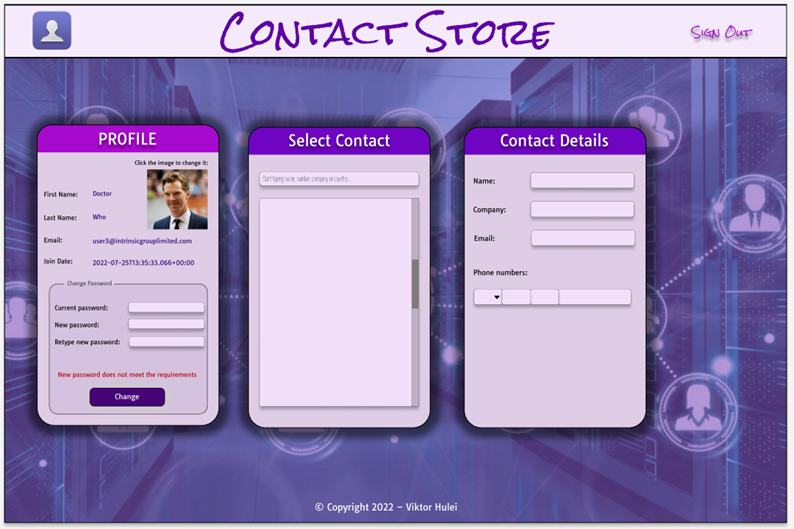 Contact Store
Sign Out
PROFILE
Click the image to change it:
First Name: Doctor
Last Name: Who
Email: user3@intrinsicgrouplimited.com
Join Date: 2022-07-25T13:35:33.066+00:00
Change Password
Current password:
New password:
Retype new password:
New password does not meet the requirements
Change
Select Contact
Start typing name, number, company or country...
Contact Details
Name:
Company:
Email:
Phone numbers:
© Copyright 2022 – Viktor Hulei